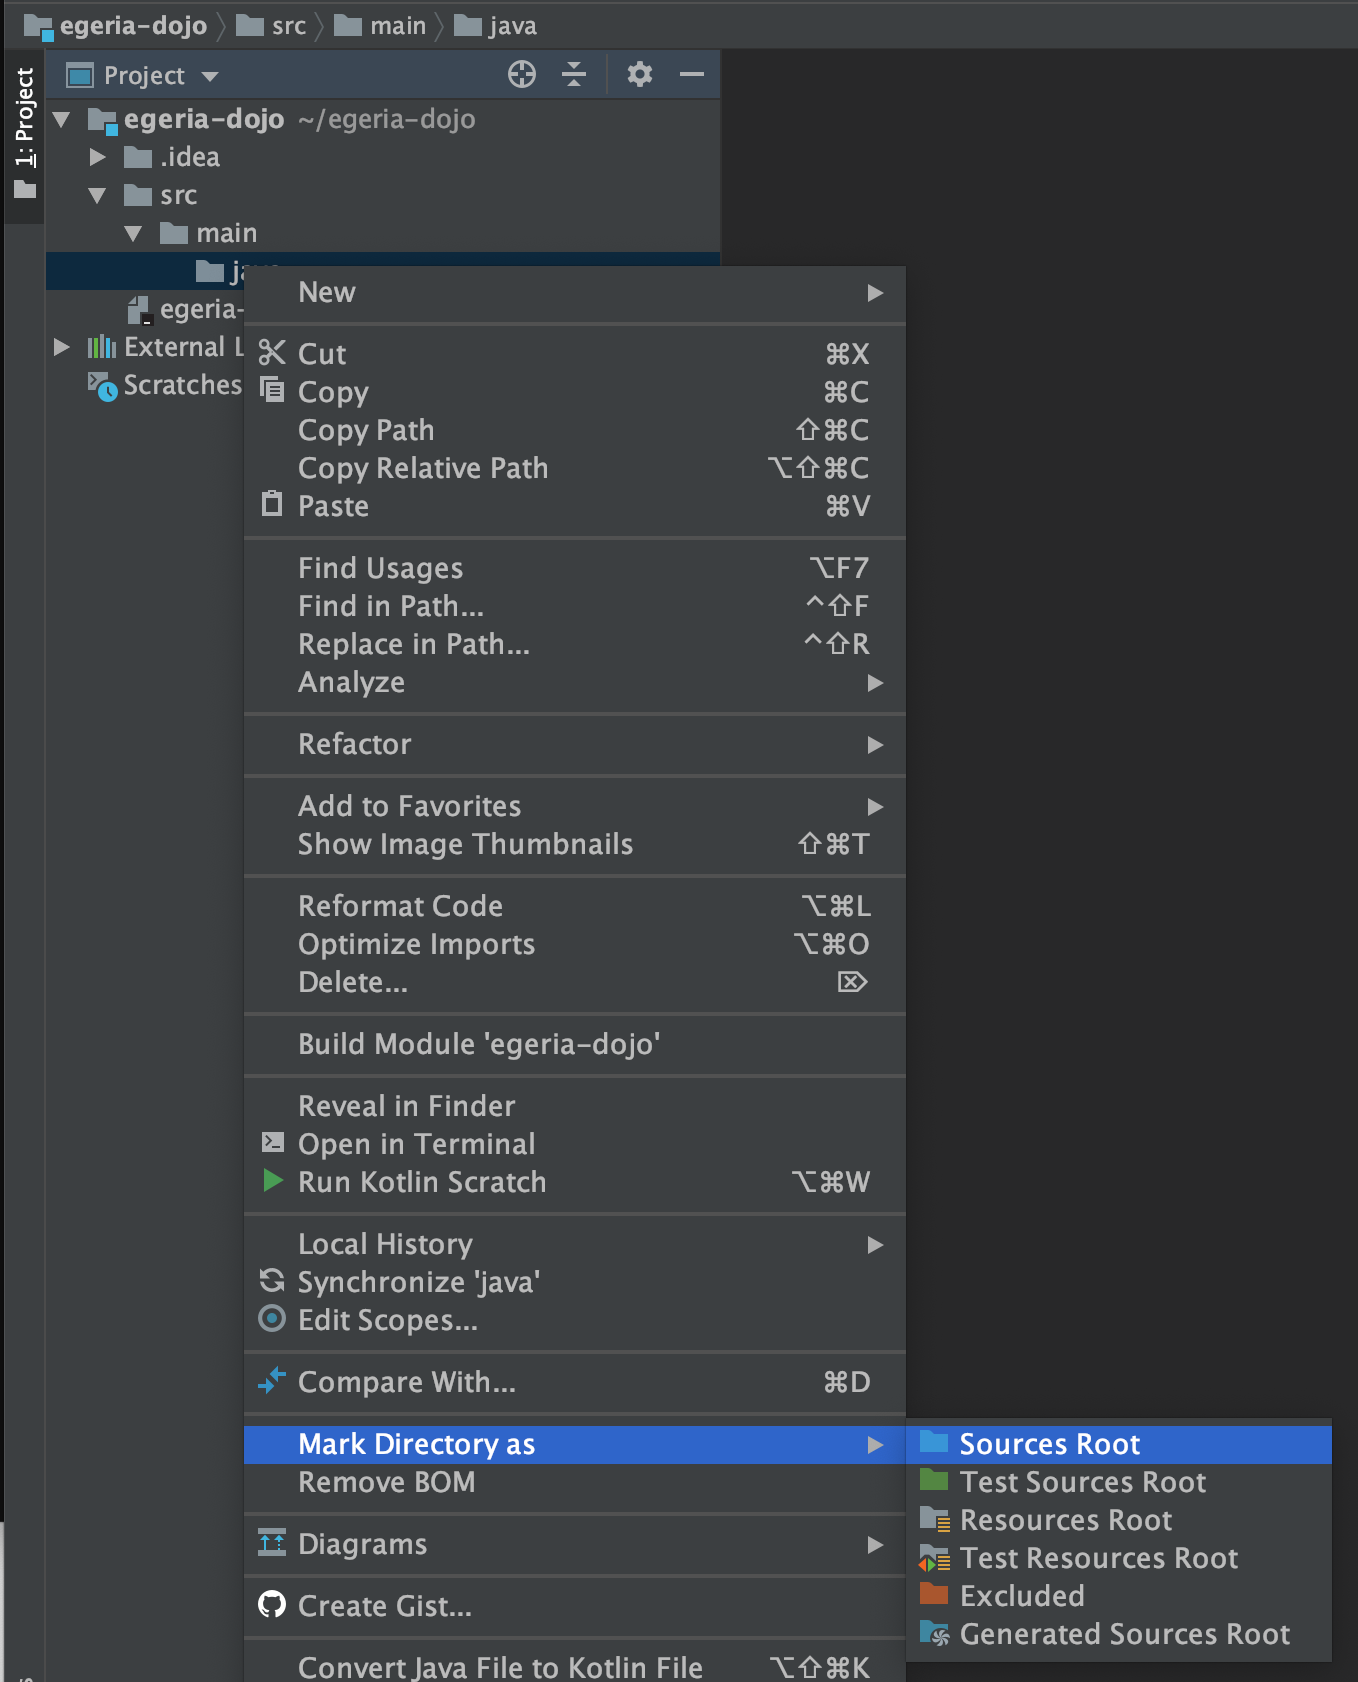 egeria-dojo src main java
1: Project
Project
egeria-dojo ~/egeria-dojo
.idea
src
main
egeria-
External
Scratches
New
Cut ⌘X
Copy ⌘C
Copy Path ⇧⌘C
Copy Relative Path ⌥⇧⌘C
Paste ⌘V
Find Usages ⌥F7
Find in Path... ^⇧F
Replace in Path... ^⇧R
Analyze
Refactor
Add to Favorites
Show Image Thumbnails ⇧⌘T
Reformat Code ⌥⌘L
Optimize Imports ⌥⌘O
Delete... ⌦
Build Module 'egeria-dojo'
Reveal in Finder
Open in Terminal
Run Kotlin Scratch ⌥⌘W
Local History
Synchronize 'java'
Edit Scopes...
Compare With... ⌘D
Mark Directory as
Remove BOM
Diagrams
Create Gist...
Convert Java File to Kotlin File ⌥⇧⌘K
Sources Root
Test Sources Root
Resources Root
Test Resources Root
Excluded
Generated Sources Root